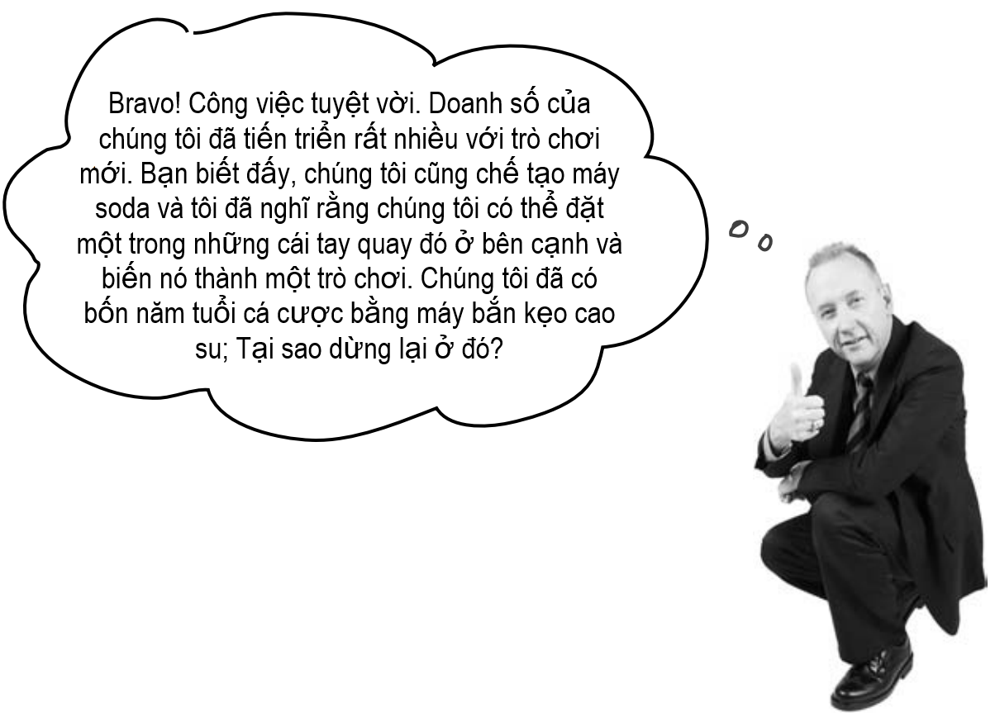 Bravo! Công việc tuyệt vời. Doanh số của
chúng tôi đã tiến triển rất nhiều với trò chơi
mới. Bạn biết đấy, chúng tôi cũng chế tạo máy
soda và tôi đã nghĩ rằng chúng tôi có thể đặt
một trong những cái tay quay đó ở bên cạnh và
biến nó thành một trò chơi. Chúng tôi đã có
bốn năm tuổi cá cược bằng máy bắn kẹo cao
su; Tại sao dừng lại ở đó?